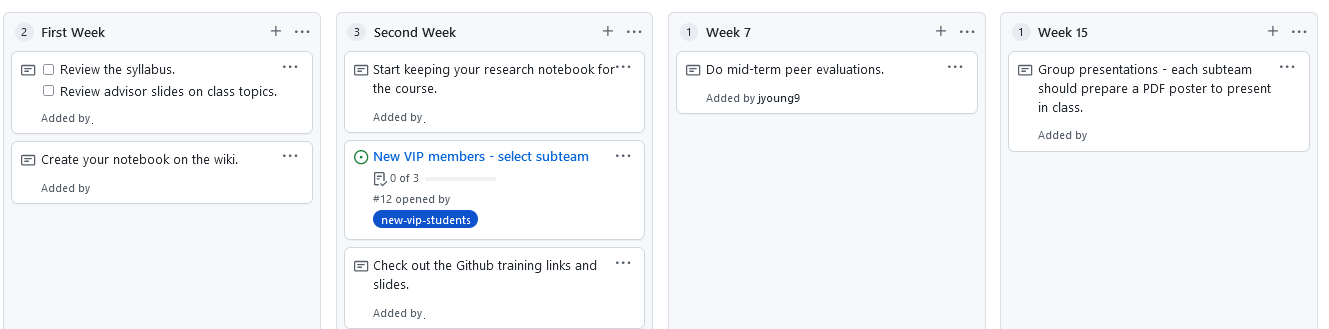 2 First Week
Review the syllabus.
Review advisor slides on class topics.
Added by .
Create your notebook on the wiki.
Added by
3 Second Week
Start keeping your research notebook for
the course.
Added by .
New VIP members - select subteam
0 of 3
#12 opened by
new-vip-students
Check out the Github training links and
slides.
Added by .
1 Week 7
Do mid-term peer evaluations.
Added by jyoung9
1 Week 15
Group presentations - each subteam
should prepare a PDF poster to present
in class.
Added by